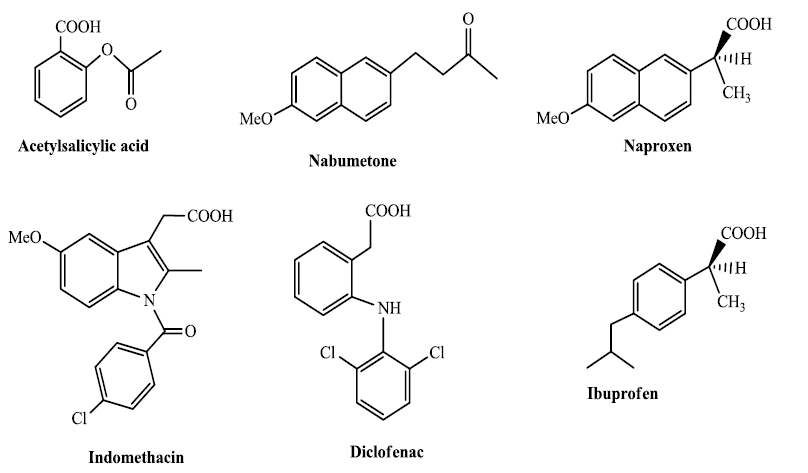 COOH
O
O
Acetylsalicylic acid
O
MeO
Nabumetone
COOH
H
CH3
MeO
Naproxen
COOH
MeO
N
O
Cl
Indomethacin
COOH
NH
Cl
Cl
Diclofenac
COOH
H
CH3
Ibuprofen